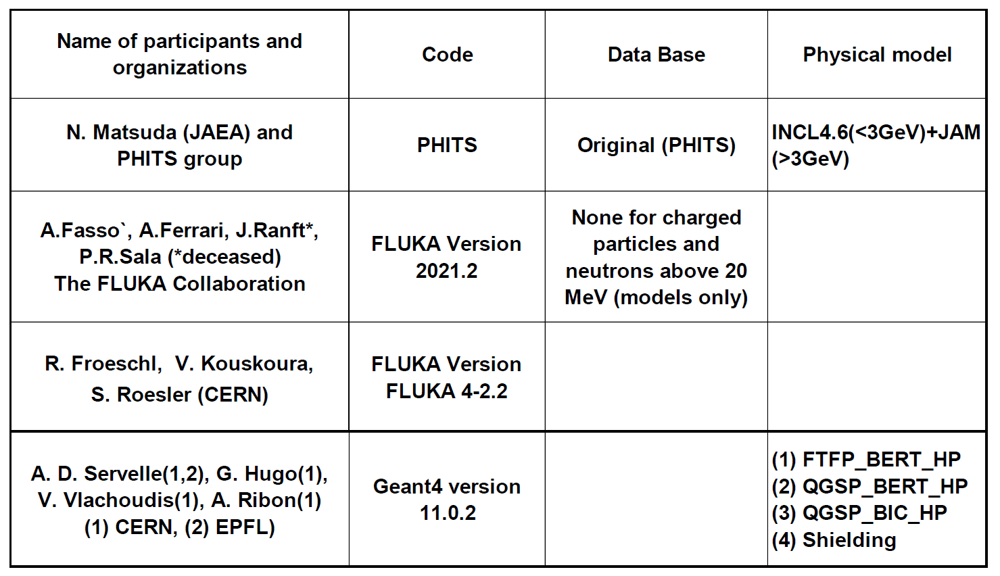 Name of participants and
organizations
Code
Data Base
Physical model
N. Matsuda (JAEA) and
PHITS group
PHITS
Original (PHITS)
INCL4.6(<3GeV)+JAM
(>3GeV)
A.Fasso`, A.Ferrari, J.Ranft*,
P.R.Sala (*deceased)
The FLUKA Collaboration
FLUKA Version
2021.2
None for charged
particles and
neutrons above 20
MeV (models only)
R. Froeschl,  V. Kouskoura,
S. Roesler (CERN)
FLUKA Version
FLUKA 4-2.2
A. D. Servelle(1,2), G. Hugo(1),
V. Vlachoudis(1), A. Ribon(1)
(1) CERN, (2) EPFL)
Geant4 version
11.0.2
(1) FTFP_BERT_HP
(2) QGSP_BERT_HP
(3) QGSP_BIC_HP
(4) Shielding